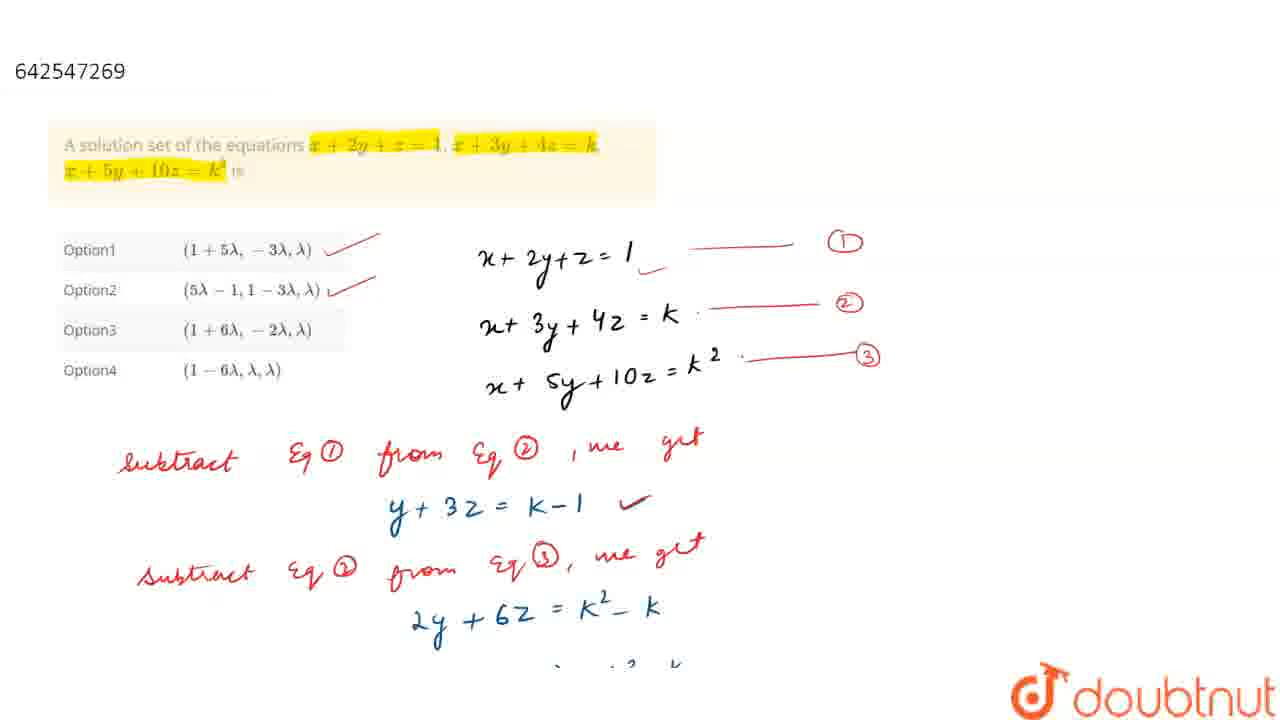 642547269
A solution set of the equations x + 2y + z = 1, x + 3y + 4z = k,
x + 5y + 10z = k² is
Option1 (1 + 5λ, − 3λ, λ)
Option2 (5λ − 1, 1 − 3λ, λ)
Option3 (1 + 6λ, − 2λ, λ)
Option4 (1 − 6λ, λ, λ)
x + 2y + z = 1 ①
x + 3y + 4z = k ②
x + 5y + 10z = k² ③
Subtract Eq ① from Eq ②, we get
y + 3z = k − 1
Subtract Eq ② from Eq ③, we get
2y + 6z = k² − k
doubtnut